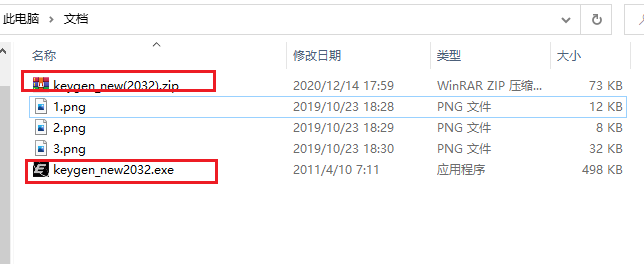 此电脑 › 文档
名称 修改日期 类型 大小
keygen_new(2032).zip 2020/12/14 17:59 WinRAR ZIP 压缩... 73 KB
1.png 2019/10/23 18:28 PNG 文件 12 KB
2.png 2019/10/23 18:29 PNG 文件 8 KB
3.png 2019/10/23 18:30 PNG 文件 32 KB
keygen_new2032.exe 2011/4/10 7:11 应用程序 498 KB